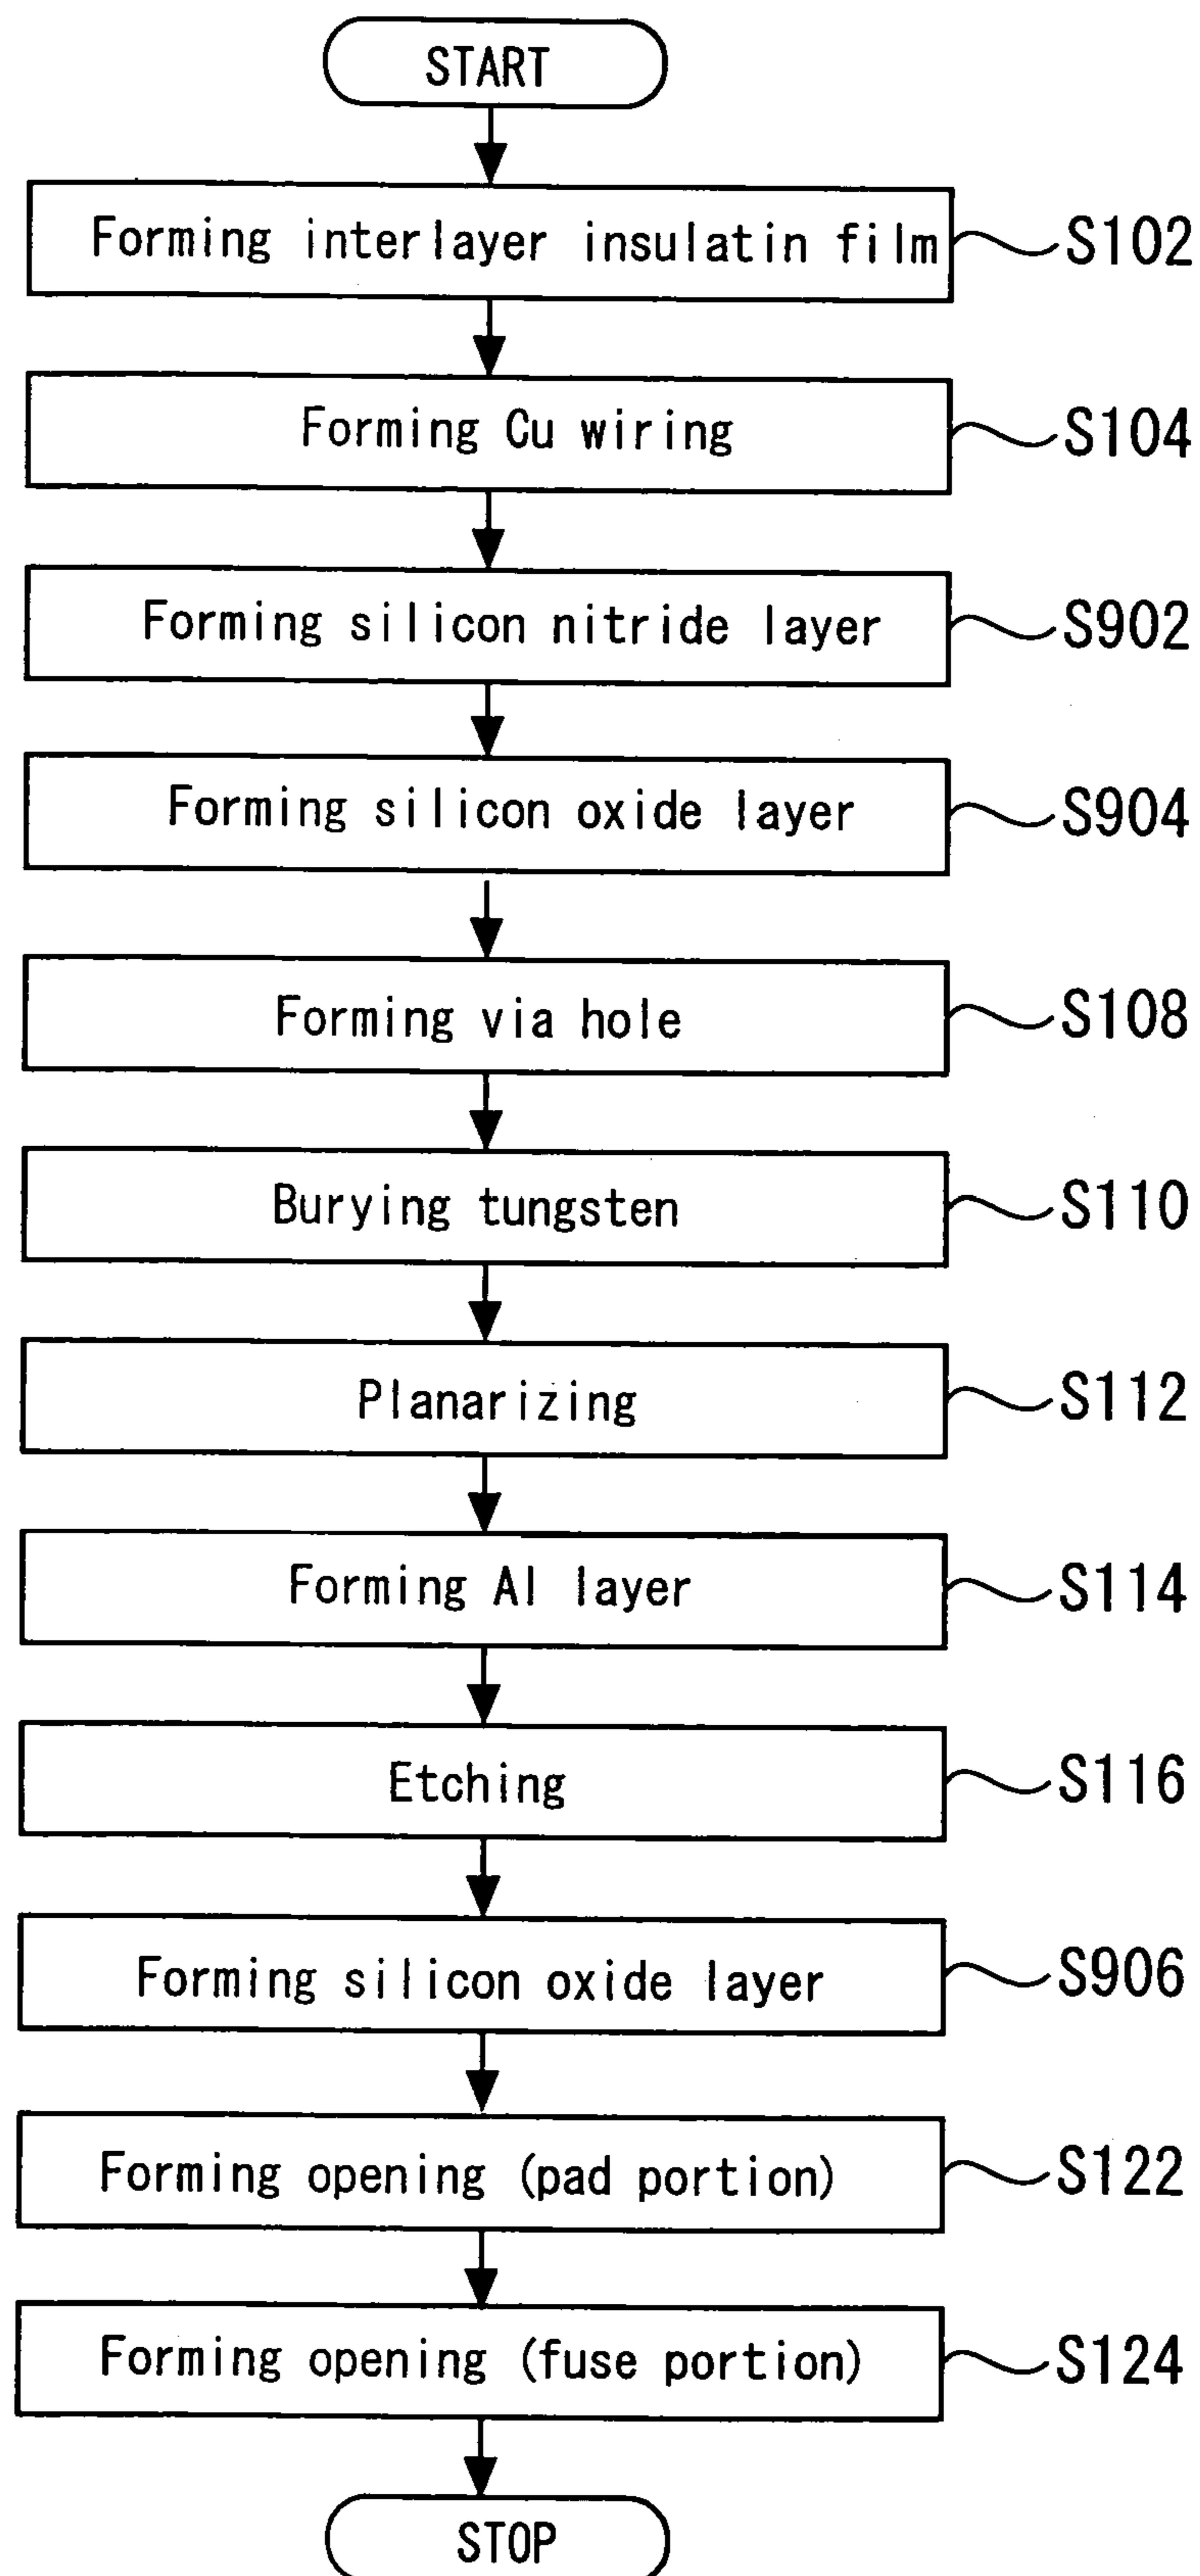 START
Forming interlayer insulatin film S102
Forming Cu wiring S104
Forming silicon nitride layer S902
Forming silicon oxide layer S904
Forming via hole S108
Burying tungsten S110
Planarizing S112
Forming Al layer S114
Etching S116
Forming silicon oxide layer S906
Forming opening (pad portion) S122
Forming opening (fuse portion) S124
STOP